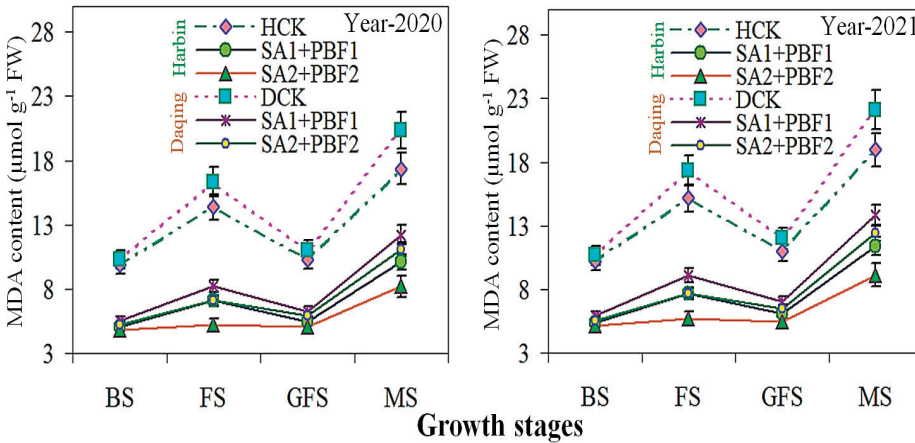 MDA content (µmol g⁻¹ FW)
28
23
18
13
8
3
Year-2020
Harbin
HCK
SA1+PBF1
SA2+PBF2
Daqing
DCK
SA1+PBF1
SA2+PBF2
BS FS GFS MS
MDA content (µmol g⁻¹ FW)
28
23
18
13
8
3
Year-2021
Harbin
HCK
SA1+PBF1
SA2+PBF2
Daqing
DCK
SA1+PBF1
SA2+PBF2
BS FS GFS MS
Growth stages